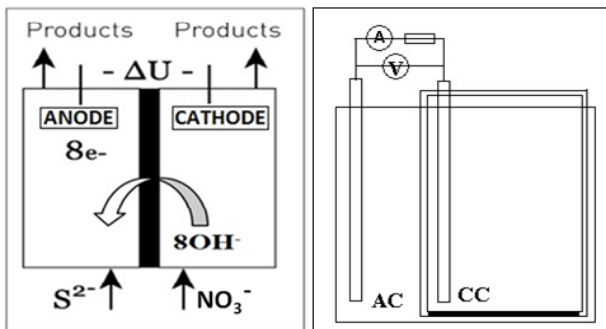 Products Products
- ΔU -
ANODE CATHODE
8e-
8OH-
S²⁻ NO₃⁻
A
V
AC CC